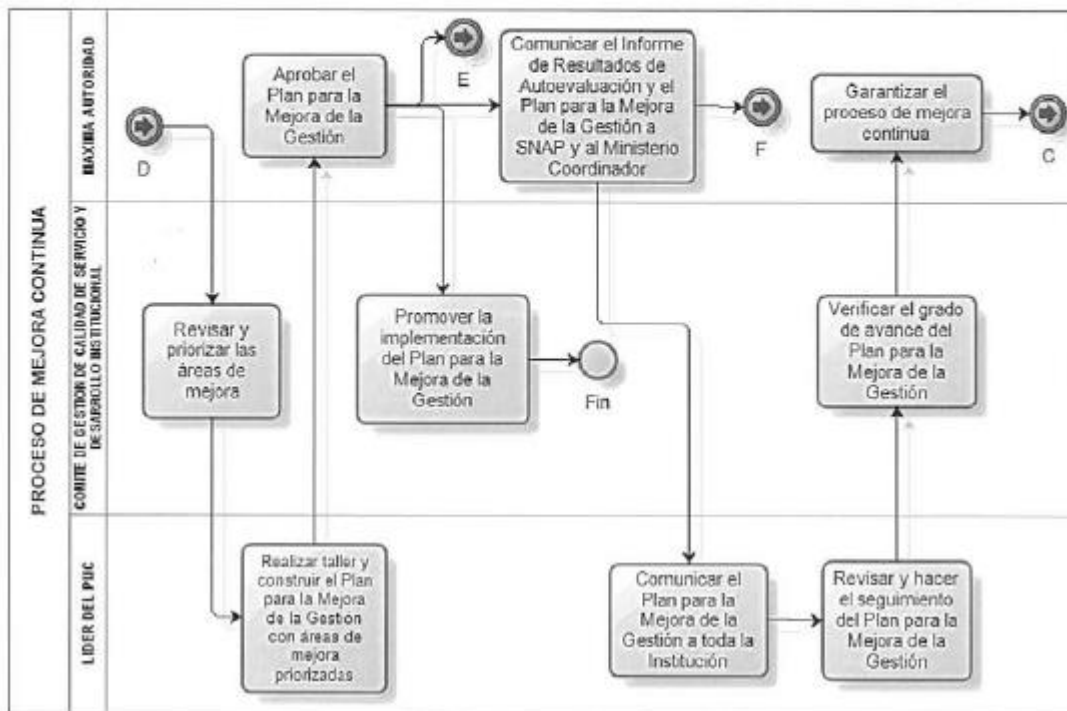 PROCESO DE MEJORA CONTINUA
MAXIMA AUTORIDAD
D
Aprobar el
Plan para la
Mejora de la
Gestión
E
Comunicar el Informe
de Resultados de
Autoevaluación y el
Plan para la Mejora
de la Gestión a
SNAP y al Ministerio
Coordinador
F
Garantizar el
proceso de mejora
continua
C
COMITE DE GESTION DE CALIDAD DE SERVICIO Y
DESARROLLO INSTITUCIONAL
Revisar y
priorizar las
áreas de
mejora
Promover la
implementación
del Plan para la
Mejora de la
Gestión
Fin
Verificar el grado
de avance del
Plan para la
Mejora de la
Gestión
LIDER DEL PUC
Realizar taller y
construir el Plan
para la Mejora
de la Gestión
con áreas de
mejora
priorizadas
Comunicar el
Plan para la
Mejora de la
Gestión a toda la
Institución
Revisar y hacer
el seguimiento
del Plan para la
Mejora de la
Gestión